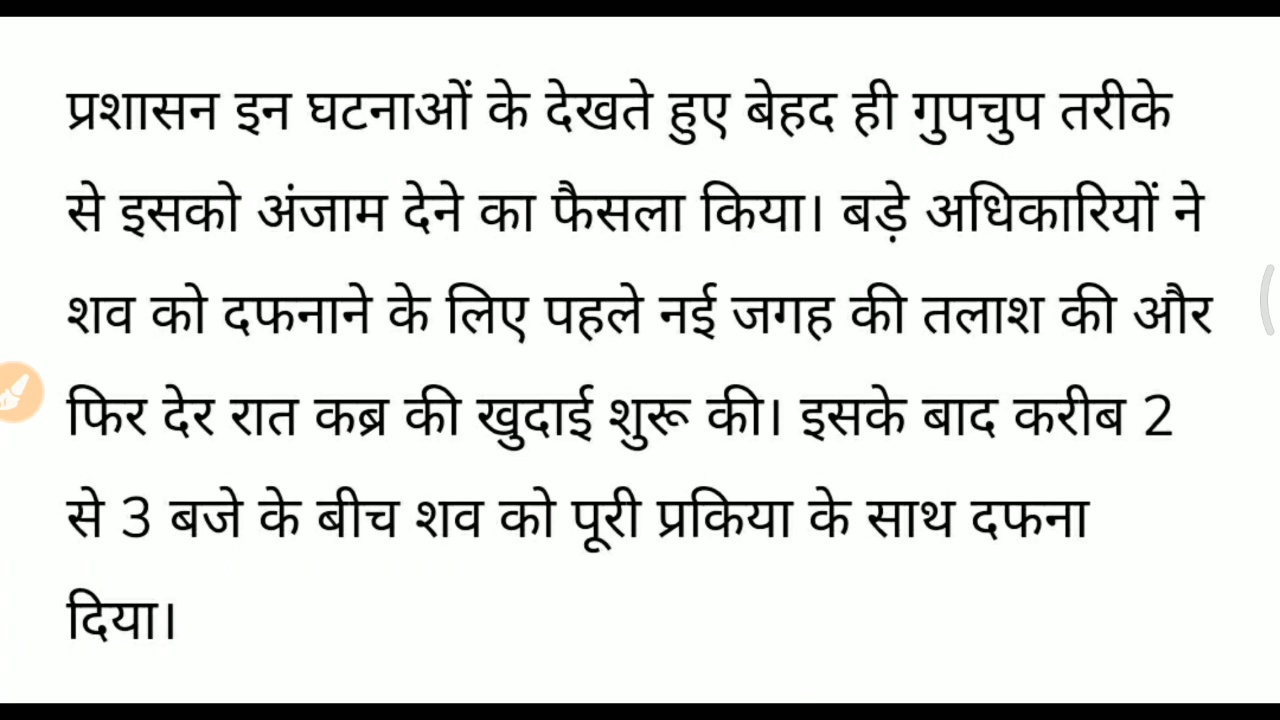 प्रशासन इन घटनाओं के देखते हुए बेहद ही गुपचुप तरीके
से इसको अंजाम देने का फैसला किया। बड़े अधिकारियों ने
शव को दफनाने के लिए पहले नई जगह की तलाश की और
फिर देर रात कब्र की खुदाई शुरू की। इसके बाद करीब 2
से 3 बजे के बीच शव को पूरी प्रकिया के साथ दफना
दिया।